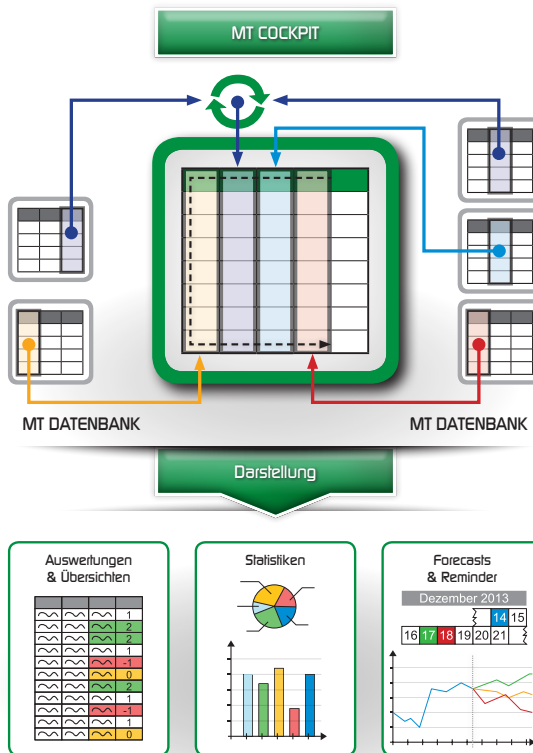 MT COCKPIT
MT DATENBANK
MT DATENBANK
Darstellung
Auswertungen
& Übersichten
1
2
2
1
-1
0
2
1
-1
1
0
Statistiken
Forecasts
& Reminder
Dezember 2013
14 15
16 17 18 19 20 21